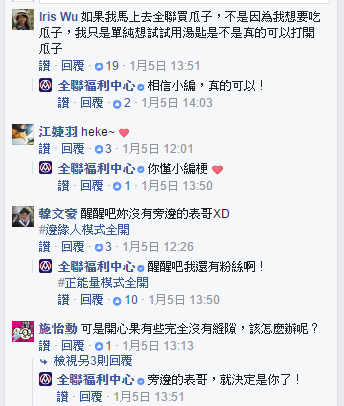 Iris Wu 如果我馬上去全聯買瓜子，不是因為我想要吃
瓜子，我只是單純想試試用湯匙是不是真的可以打開
瓜子
讚 · 回覆 · 19 · 1月5日 13:51
全聯福利中心 相信小編，真的可以！
讚 · 回覆 · 2 · 1月5日 14:03
江婕羽 heke~
讚 · 回覆 · 3 · 1月5日 12:01
全聯福利中心 你懂小編梗
讚 · 回覆 · 1 · 1月5日 13:50
韓文豪 醒醒吧妳沒有旁邊的表哥XD
#邊緣人模式全開
讚 · 回覆 · 3 · 1月5日 12:26
全聯福利中心 醒醒吧我還有粉絲啊！
#正能量模式全開
讚 · 回覆 · 10 · 1月5日 13:50
施怡勳 可是開心果有些完全沒有縫隙，該怎麼辦呢？
讚 · 回覆 · 1 · 1月5日 13:13
檢視另3則回覆
全聯福利中心 旁邊的表哥，就決定是你了！
讚 · 回覆 · 1月5日 13:51